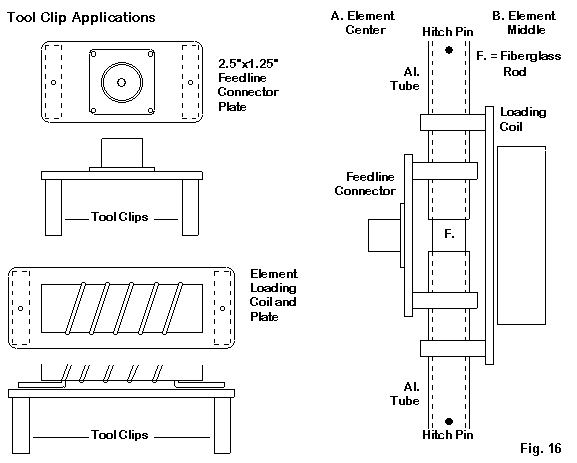 Tool Clip Applications
2.5"x1.25"
Feedline
Connector
Plate
Tool Clips
Element
Loading
Coil and
Plate
Tool Clips
A. Element
Center
B. Element
Middle
Hitch Pin
F. = Fiberglass
Rod
Al.
Tube
Loading
Coil
Feedline
Connector
F.
Al.
Tube
Hitch Pin
Fig. 16